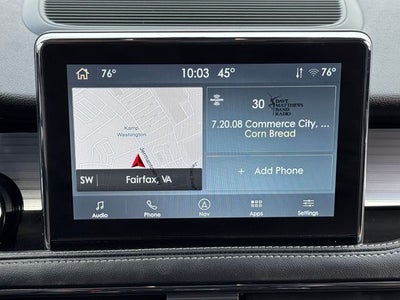 76° 10:03 45° 76°
Kamp
Washington
30 DAVE
MATTHEWS
BAND
RADIO
7.20.08 Commerce City, ...
Corn Bread
SW Fairfax, VA
+ Add Phone
Audio Phone Nav Apps Settings